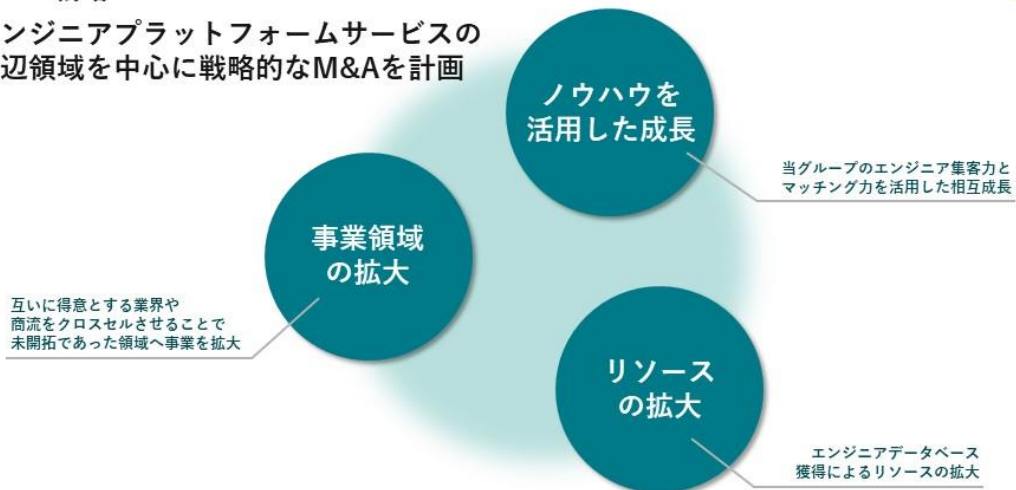 ンジニアプラットフォームサービスの
辺領域を中心に戦略的なM&Aを計画
ノウハウを
活用した成長
当グループのエンジニア集客力と
マッチング力を活用した相互成長
事業領域
の拡大
互いに得意とする業界や
商流をクロスセルさせることで
未開拓であった領域へ事業を拡大
リソース
の拡大
エンジニアデータベース
獲得によるリソースの拡大